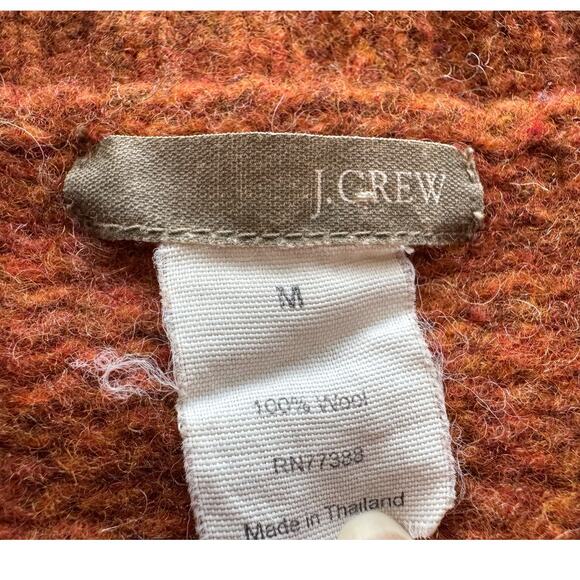 J.CREW
M
100% Wool
RN77388
Made in Thailand